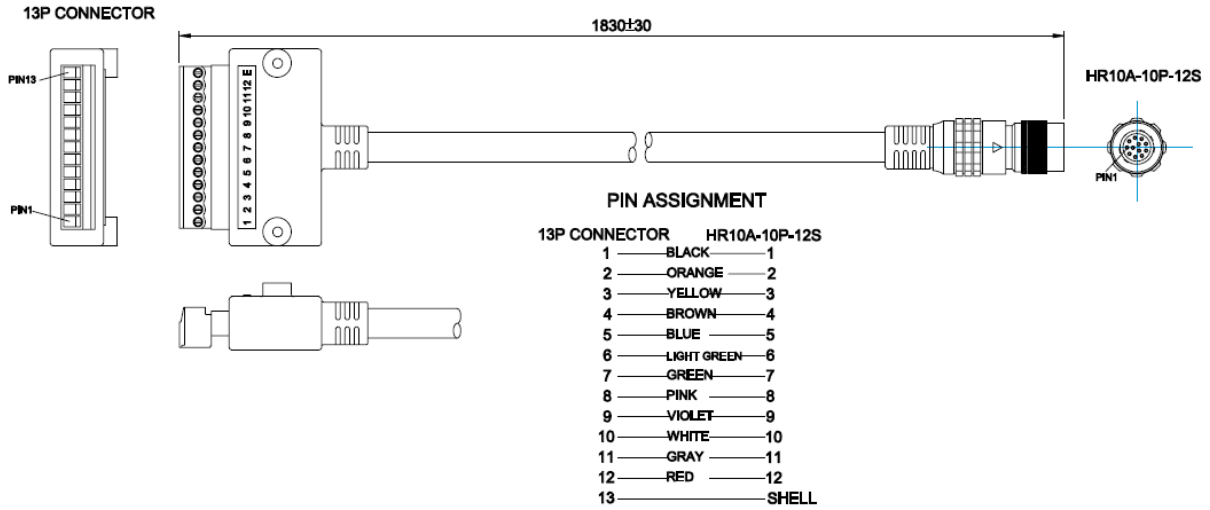 13P CONNECTOR
1830±30
PIN13
HR10A-10P-12S
1 2 3 4 5 6 7 8 9 10 11 12 E
PIN1
PIN1
PIN ASSIGNMENT
13P CONNECTOR HR10A-10P-12S
1 BLACK 1
2 ORANGE 2
3 YELLOW 3
4 BROWN 4
5 BLUE 5
6 LIGHT GREEN 6
7 GREEN 7
8 PINK 8
9 VIOLET 9
10 WHITE 10
11 GRAY 11
12 RED 12
13 SHELL